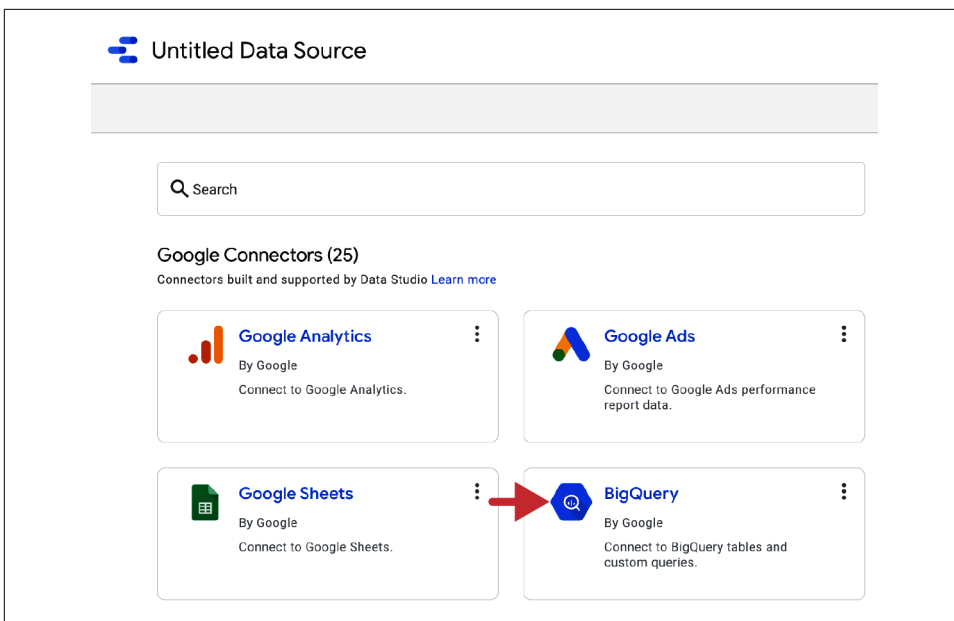 Untitled Data Source
Search
Google Connectors (25)
Connectors built and supported by Data Studio Learn more
Google Analytics
By Google
Connect to Google Analytics.
Google Ads
By Google
Connect to Google Ads performance
report data.
Google Sheets
By Google
Connect to Google Sheets.
BigQuery
By Google
Connect to BigQuery tables and
custom queries.